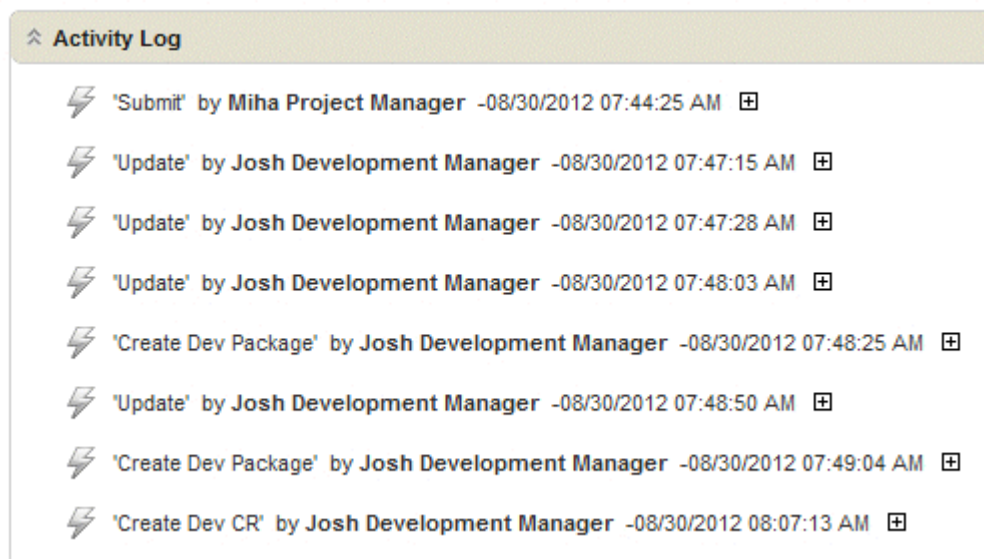 Activity Log
'Submit' by Miha Project Manager -08/30/2012 07:44:25 AM
'Update' by Josh Development Manager -08/30/2012 07:47:15 AM
'Update' by Josh Development Manager -08/30/2012 07:47:28 AM
'Update' by Josh Development Manager -08/30/2012 07:48:03 AM
'Create Dev Package' by Josh Development Manager -08/30/2012 07:48:25 AM
'Update' by Josh Development Manager -08/30/2012 07:48:50 AM
'Create Dev Package' by Josh Development Manager -08/30/2012 07:49:04 AM
'Create Dev CR' by Josh Development Manager -08/30/2012 08:07:13 AM